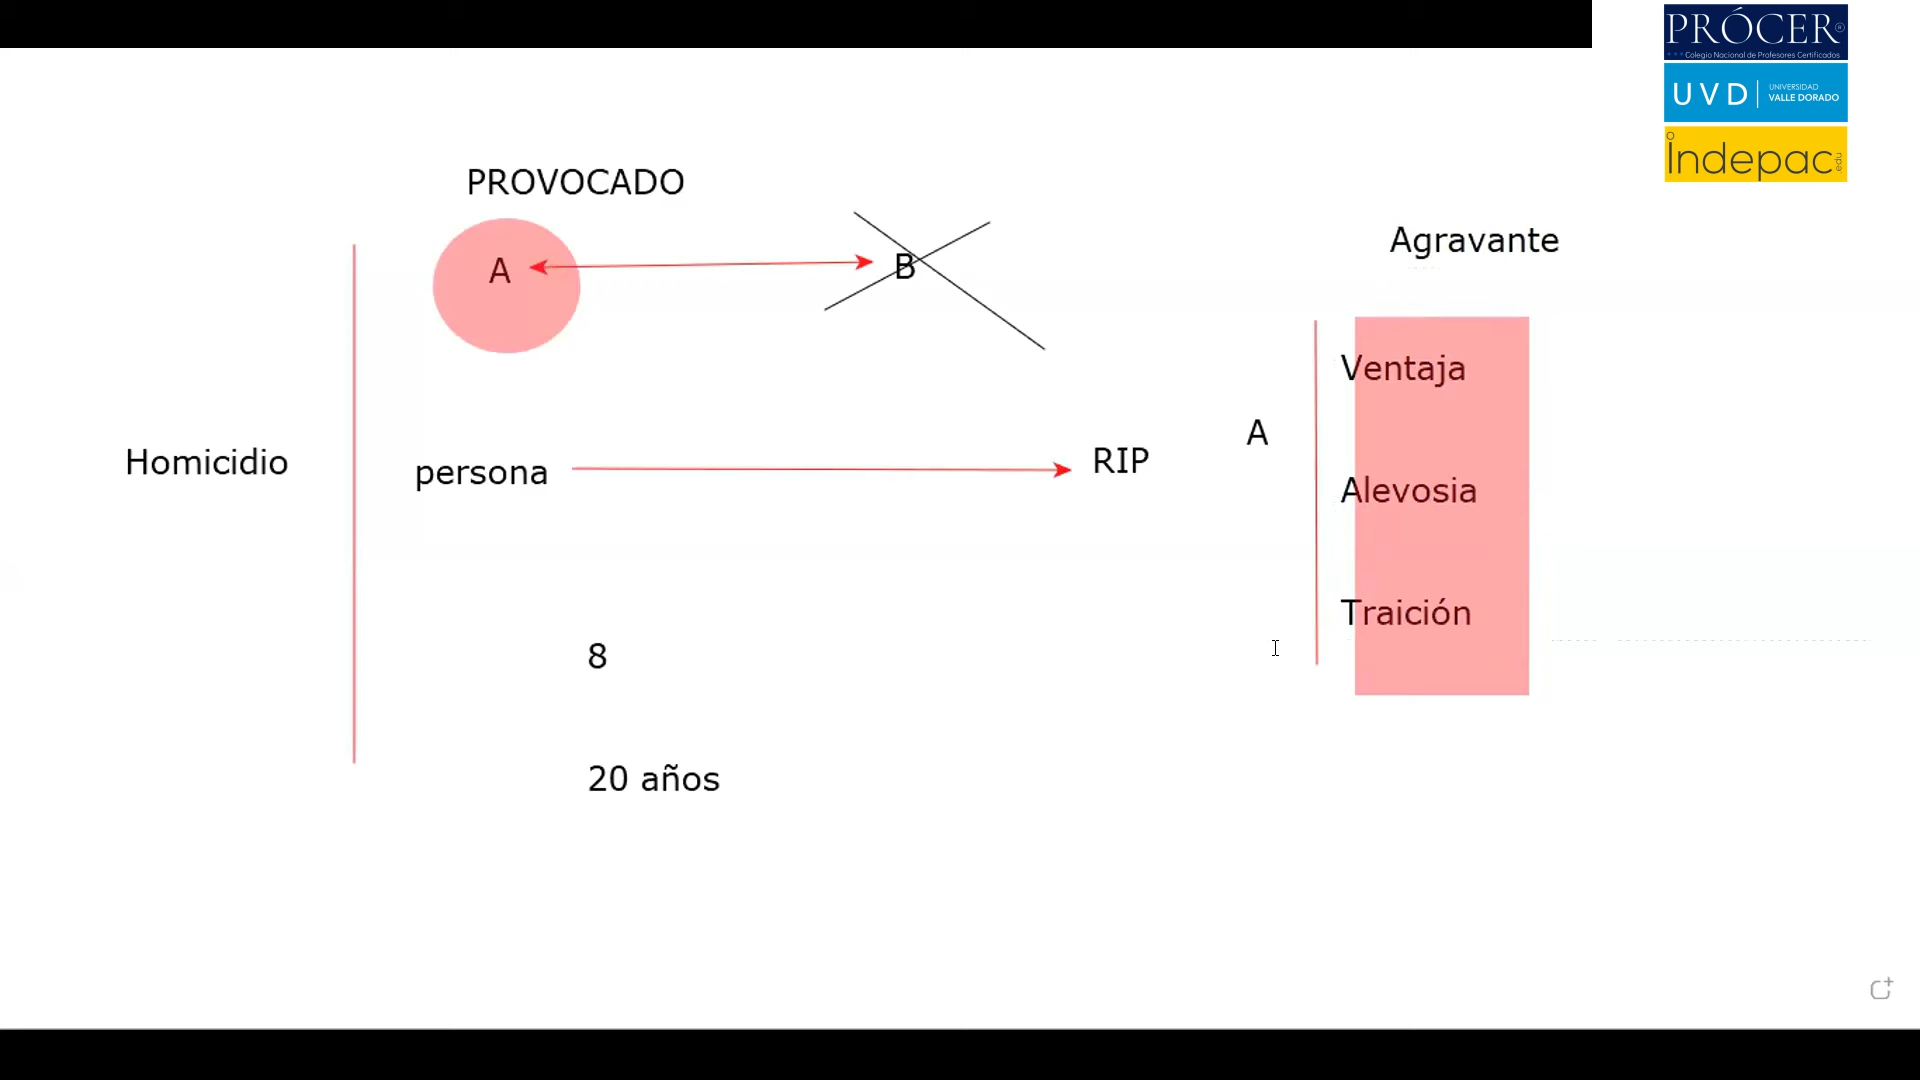 PRÓCER
Colegio Nacional de Profesores Certificados
UVD
UNIVERSIDAD
VALLE DORADO
indepac.edu
PROVOCADO
A
B
Homicidio
persona
RIP
8
20 años
Agravante
A
Ventaja
Alevosia
Traición